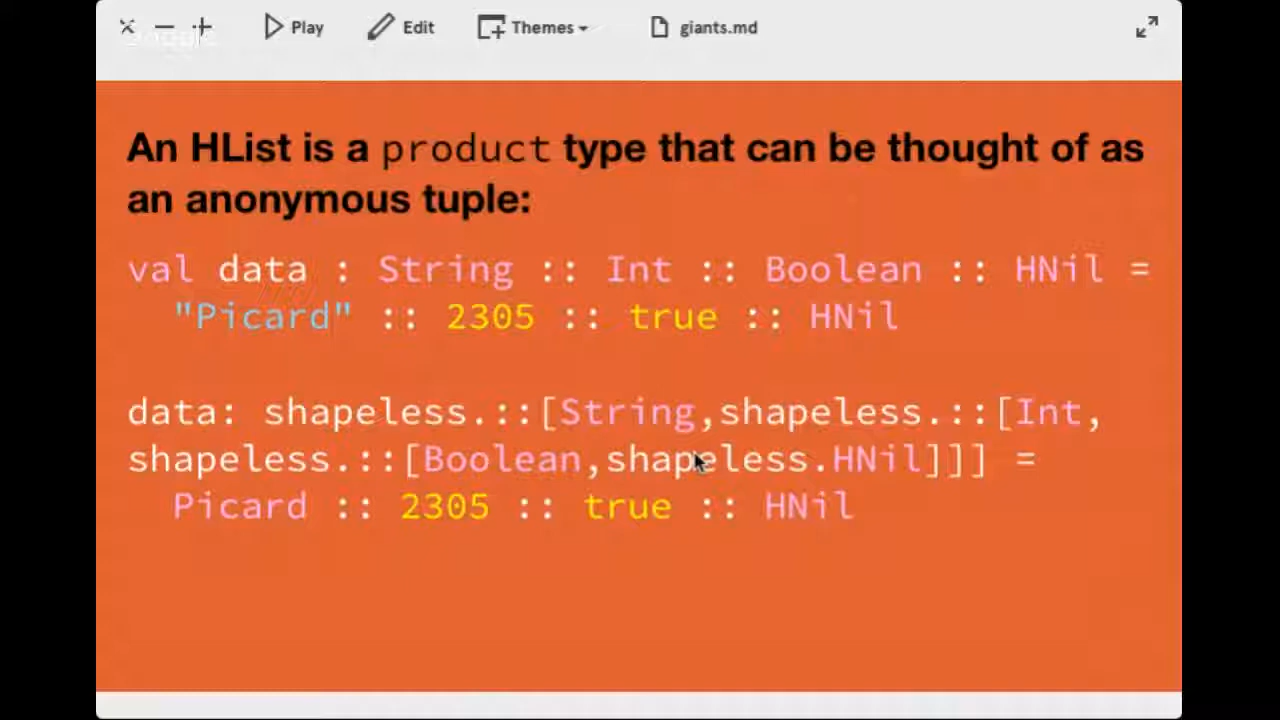 Play Edit Themes giants.md
An HList is a product type that can be thought of as
an anonymous tuple:
val data : String :: Int :: Boolean :: HNil =
"Picard" :: 2305 :: true :: HNil
data: shapeless.::[String,shapeless.::[Int,
shapeless.::[Boolean,shapeless.HNil]]] =
Picard :: 2305 :: true :: HNil